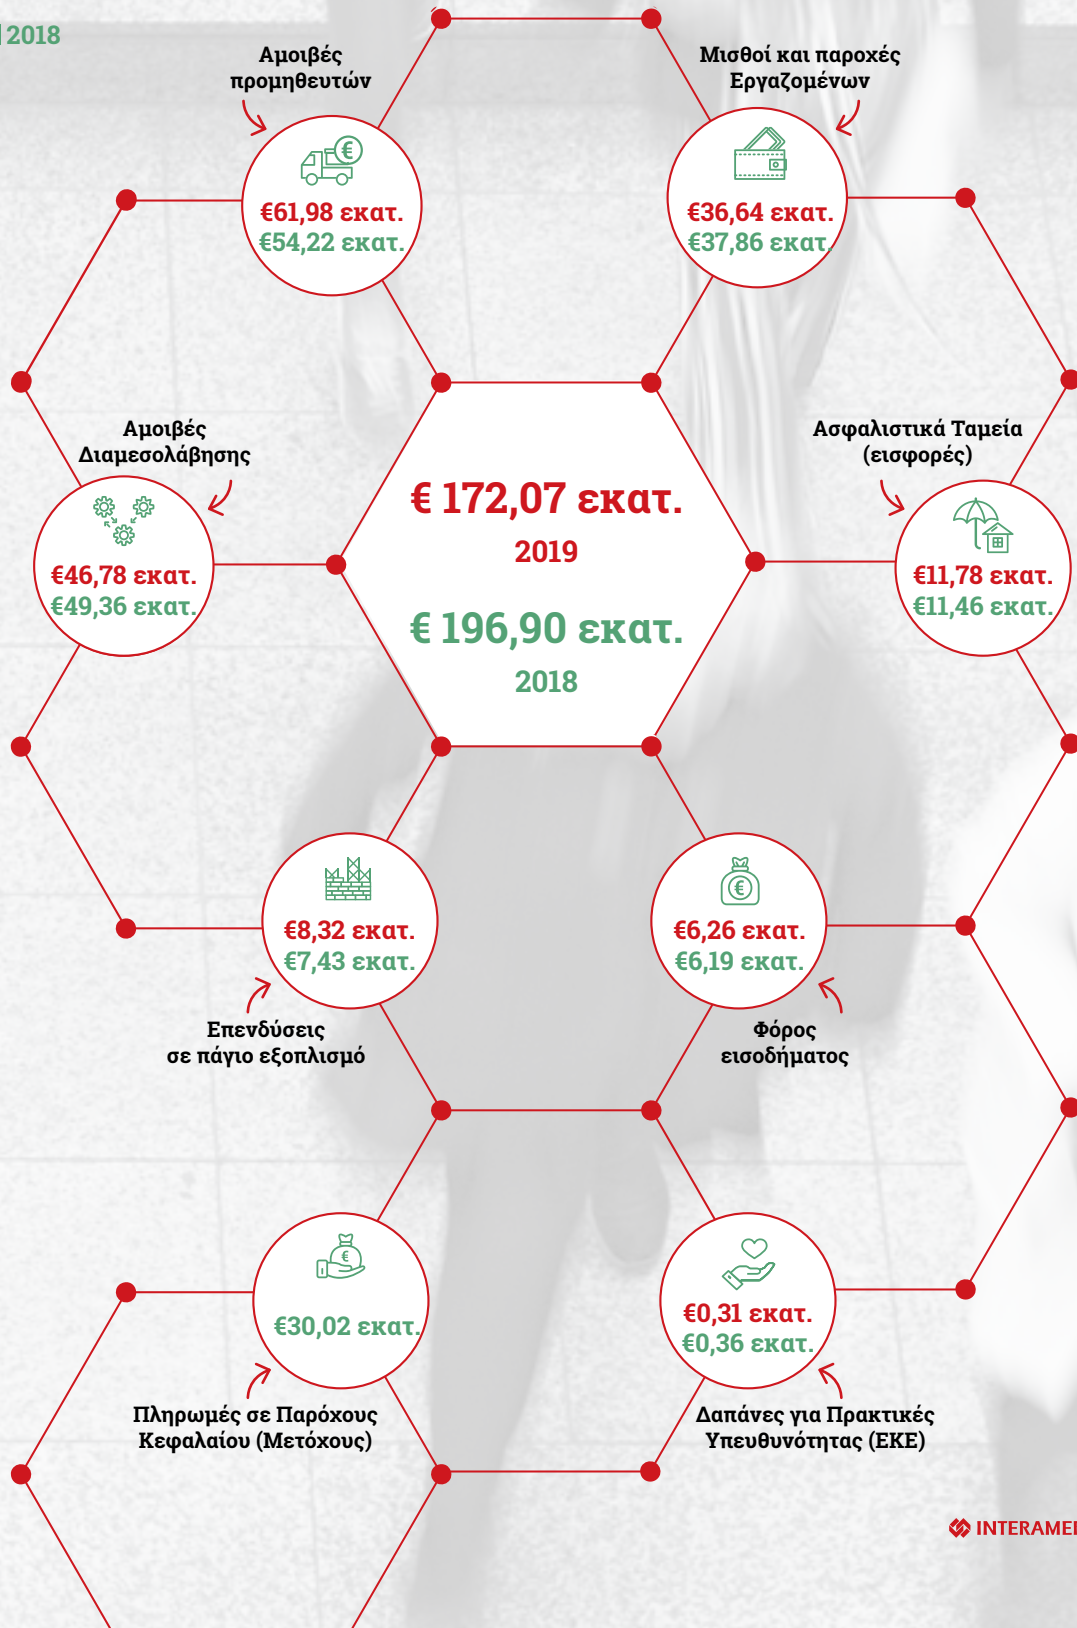 2018
Αμοιβές
προμηθευτών
€61,98 εκατ.
€54,22 εκατ.
Μισθοί και παροχές
Εργαζομένων
€36,64 εκατ.
€37,86 εκατ.
Αμοιβές
Διαμεσολάβησης
€46,78 εκατ.
€49,36 εκατ.
€ 172,07 εκατ.
2019
€ 196,90 εκατ.
2018
Ασφαλιστικά Ταμεία
(εισφορές)
€11,78 εκατ.
€11,46 εκατ.
€8,32 εκατ.
€7,43 εκατ.
Επενδύσεις
σε πάγιο εξοπλισμό
€6,26 εκατ.
€6,19 εκατ.
Φόρος
εισοδήματος
€30,02 εκατ.
Πληρωμές σε Παρόχους
Κεφαλαίου (Μετόχους)
€0,31 εκατ.
€0,36 εκατ.
Δαπάνες για Πρακτικές
Υπευθυνότητας (ΕΚΕ)